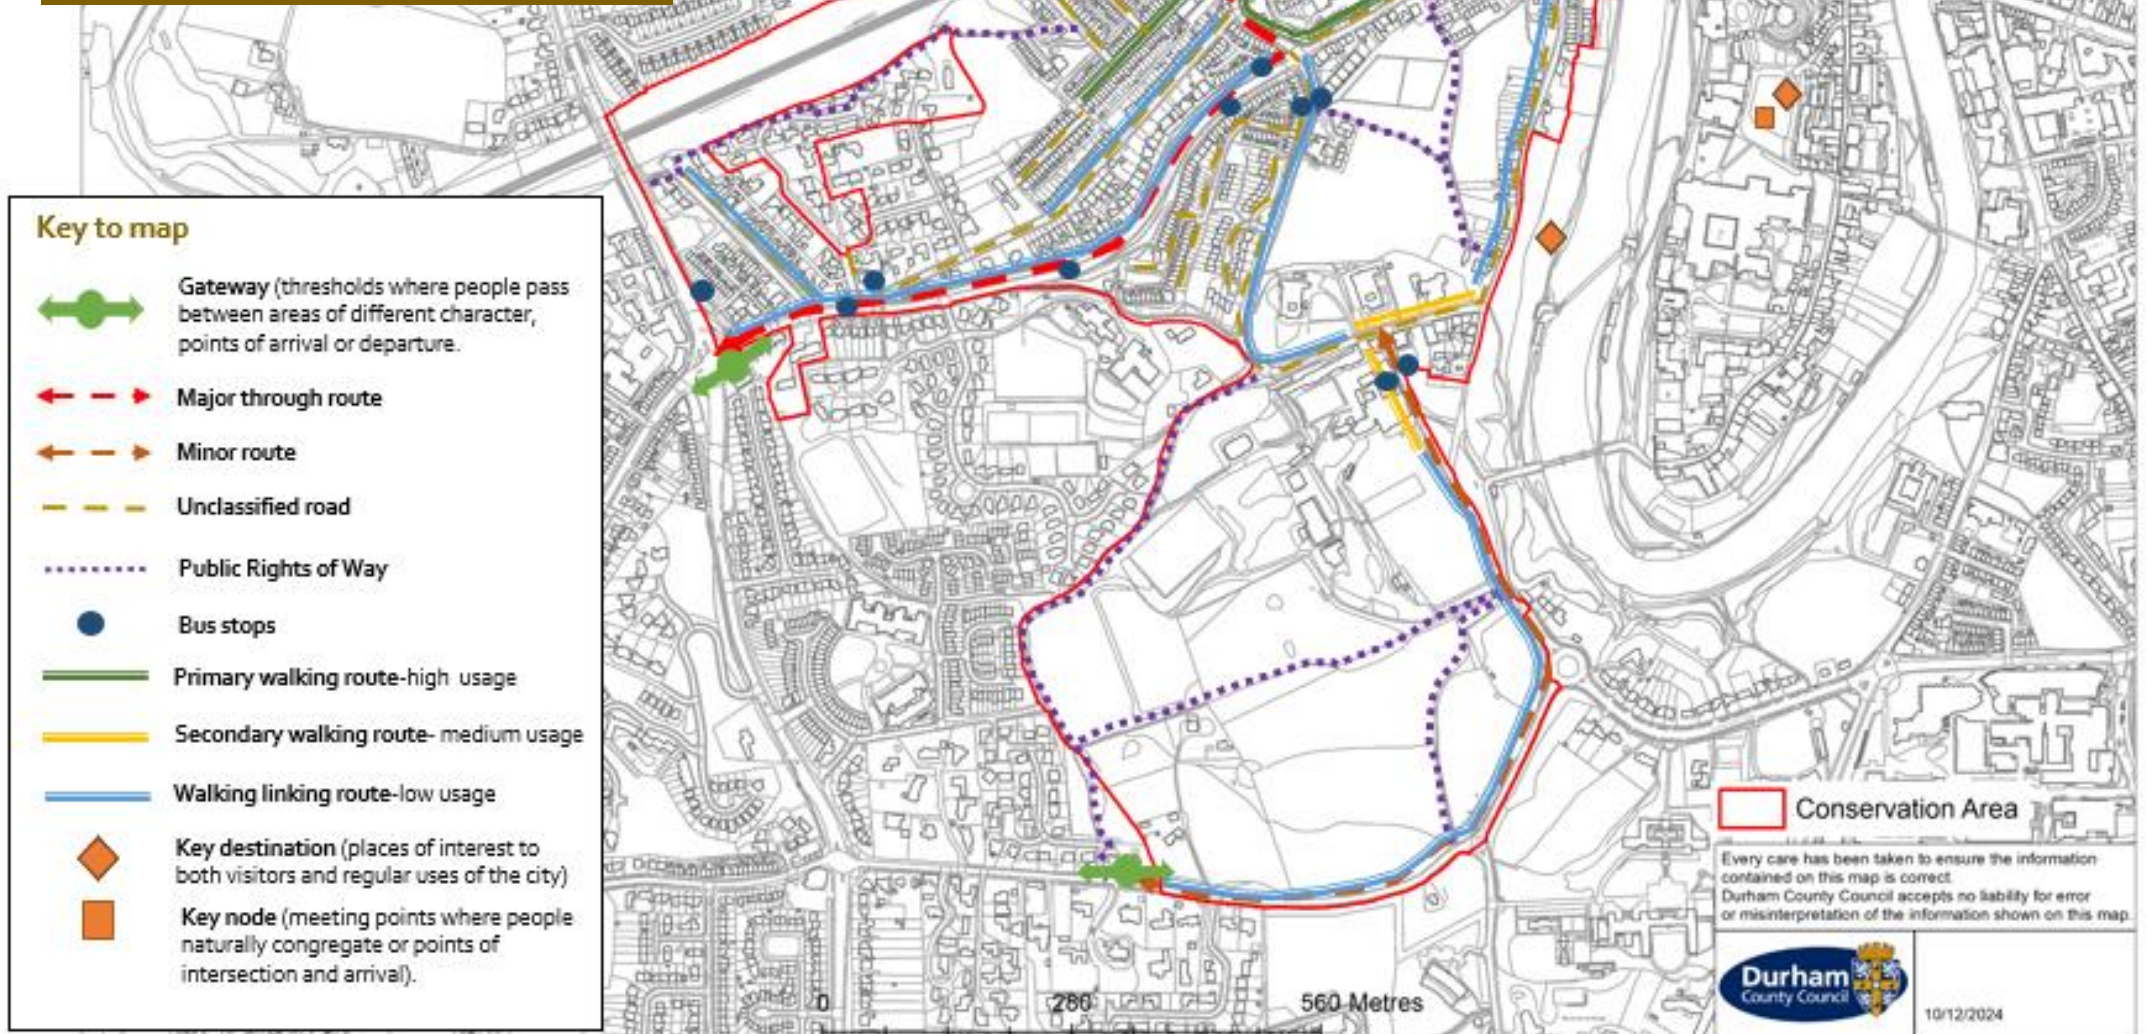 Key to map
Gateway (thresholds where people pass
between areas of different character,
points of arrival or departure.
Major through route
Minor route
Unclassified road
Public Rights of Way
Bus stops
Primary walking route-high usage
Secondary walking route- medium usage
Walking linking route-low usage
Key destination (places of interest to
both visitors and regular uses of the city)
Key node (meeting points where people
naturally congregate or points of
intersection and arrival).
0 280 560 Metres
Conservation Area
Every care has been taken to ensure the information
contained on this map is correct.
Durham County Council accepts no liability for error
or misinterpretation of the information shown on this map.
Durham
County Council
10/12/2024